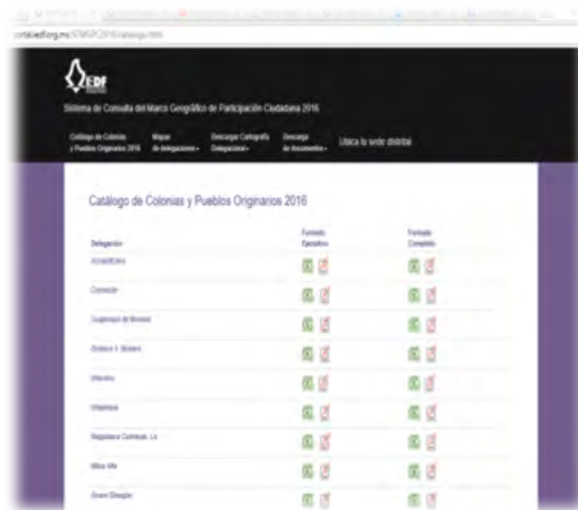 IEDF
Sistema de Consulta del Marco Geográfico de Participación Ciudadana 2016
Catálogo de Colonias y Pueblos Originarios 2016
Mapas de delegaciones
Descargar Cartografía Delegacional
Descarga de documentos
Ubica tu sede distrital
Catálogo de Colonias y Pueblos Originarios 2016
Delegación
Formato Ejecutivo
Formato Completo
Azcapotzalco
Coyoacán
Cuajimalpa de Morelos
Gustavo A. Madero
Iztacalco
Iztapalapa
Magdalena Contreras, La
Milpa Alta
Álvaro Obregón